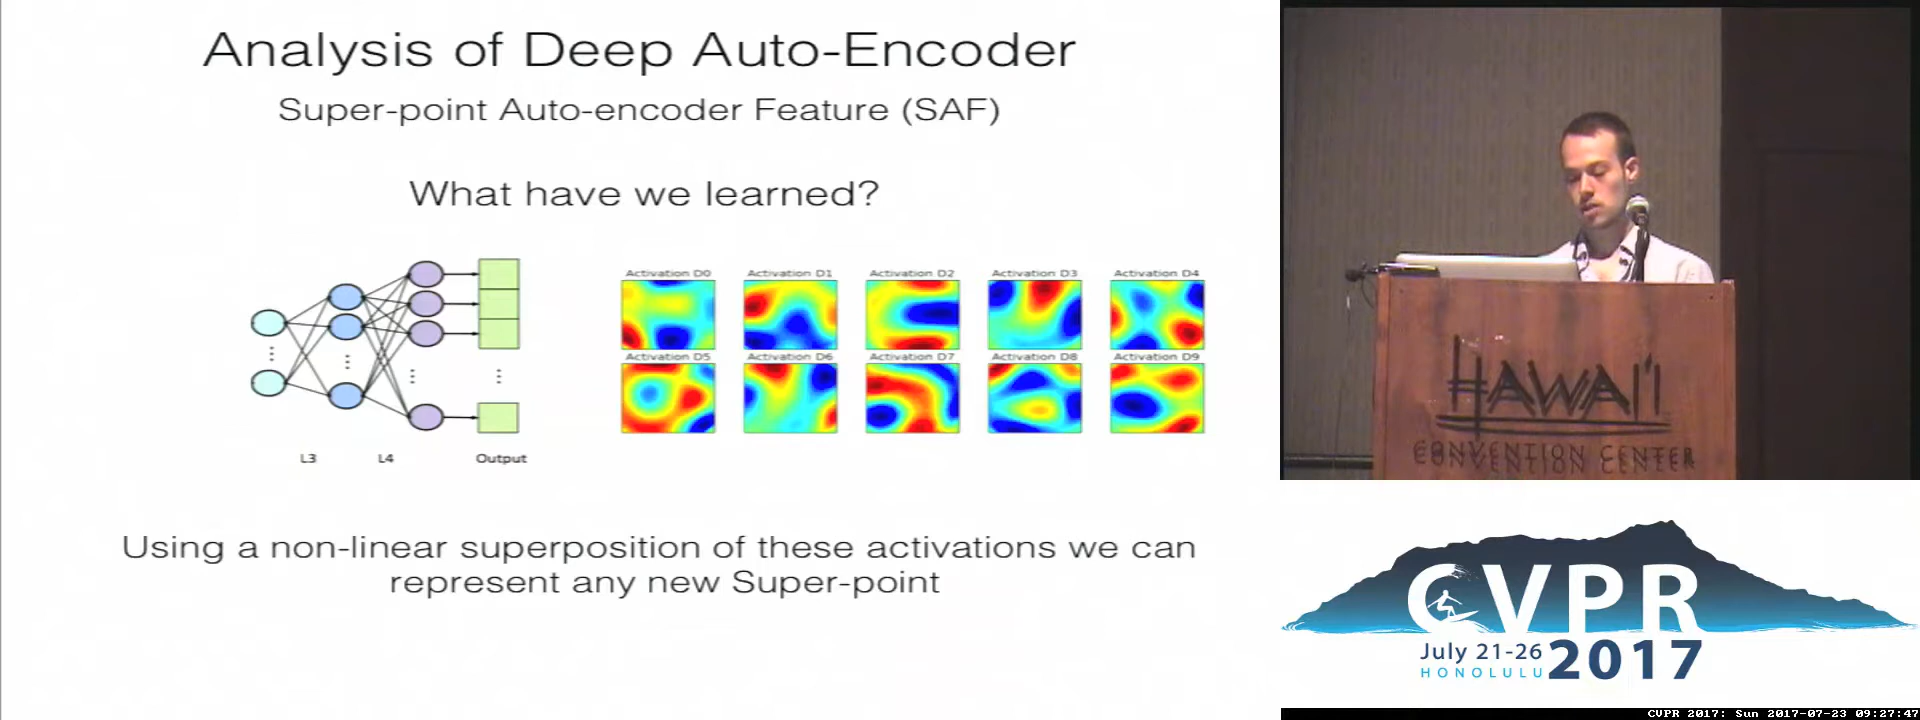 Analysis of Deep Auto-Encoder
Super-point Auto-encoder Feature (SAF)
What have we learned?
Activation D0 Activation D1 Activation D2 Activation D3 Activation D4
Activation D5 Activation D6 Activation D7 Activation D8 Activation D9
L3 L4 Output
Using a non-linear superposition of these activations we can
represent any new Super-point
HAWAI'I
CONVENTION CENTER
CVPR
July 21-26
HONOLULU
2017
CVPR 2017: Sun 2017-07-23 09:27:47